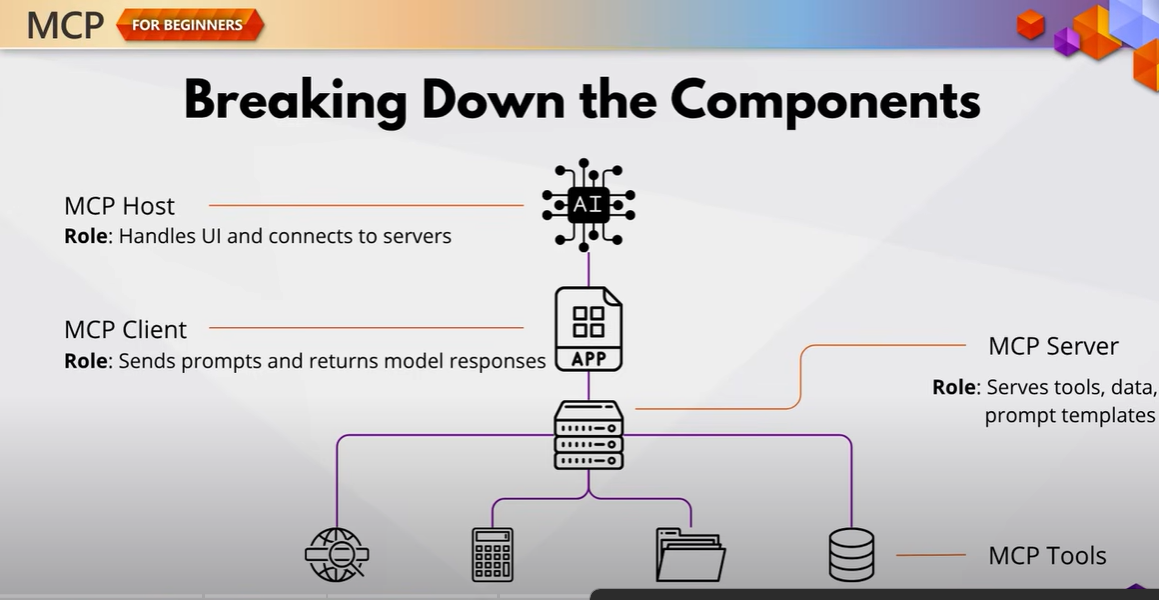 MCP FOR BEGINNERS
Breaking Down the Components
MCP Host
Role: Handles UI and connects to servers
AI
MCP Client
Role: Sends prompts and returns model responses
APP
MCP Server
Role: Serves tools, data,
prompt templates
MCP Tools